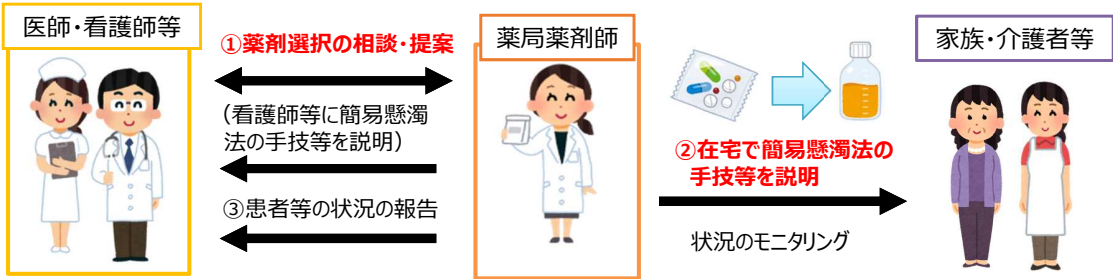 医師・看護師等
①薬剤選択の相談・提案
(看護師等に簡易懸濁
法の手技等を説明)
③患者等の状況の報告
薬局薬剤師
②在宅で簡易懸濁法の
手技等を説明
状況のモニタリング
家族・介護者等